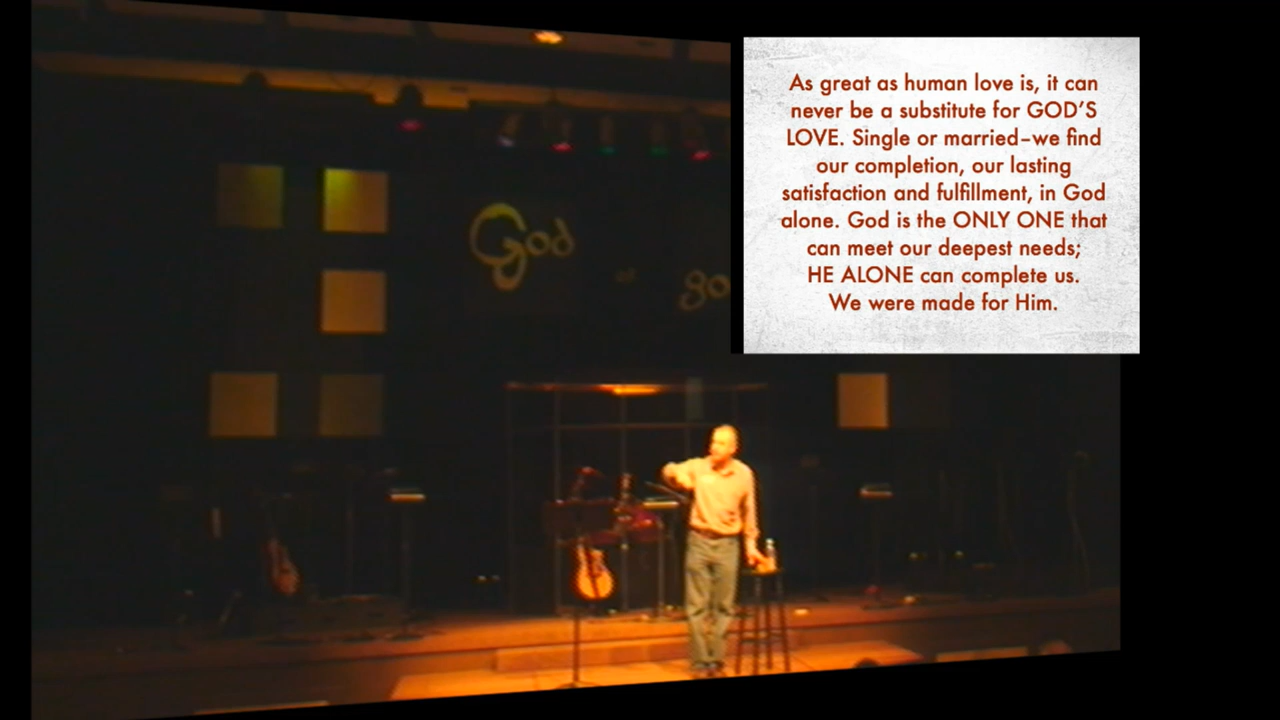 As great as human love is, it can
never be a substitute for GOD'S
LOVE. Single or married–we find
our completion, our lasting
satisfaction and fulfillment, in God
alone. God is the ONLY ONE that
can meet our deepest needs;
HE ALONE can complete us.
We were made for Him.
God